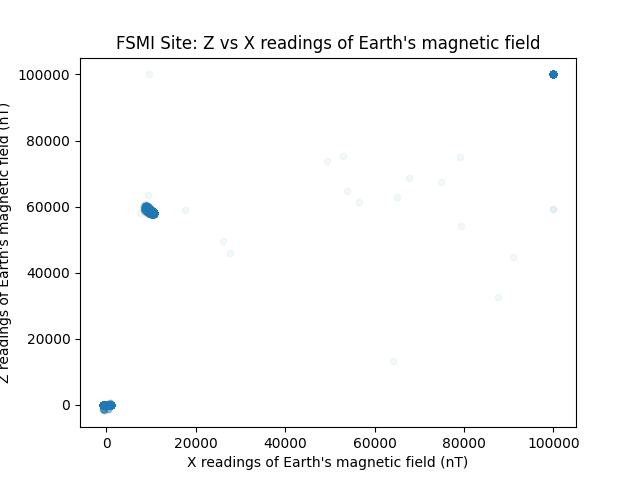 FSMI Site: Z vs X readings of Earth's magnetic field
100000
80000
60000
40000
20000
0
Z readings of Earth's magnetic field (nT)
0 20000 40000 60000 80000 100000
X readings of Earth's magnetic field (nT)